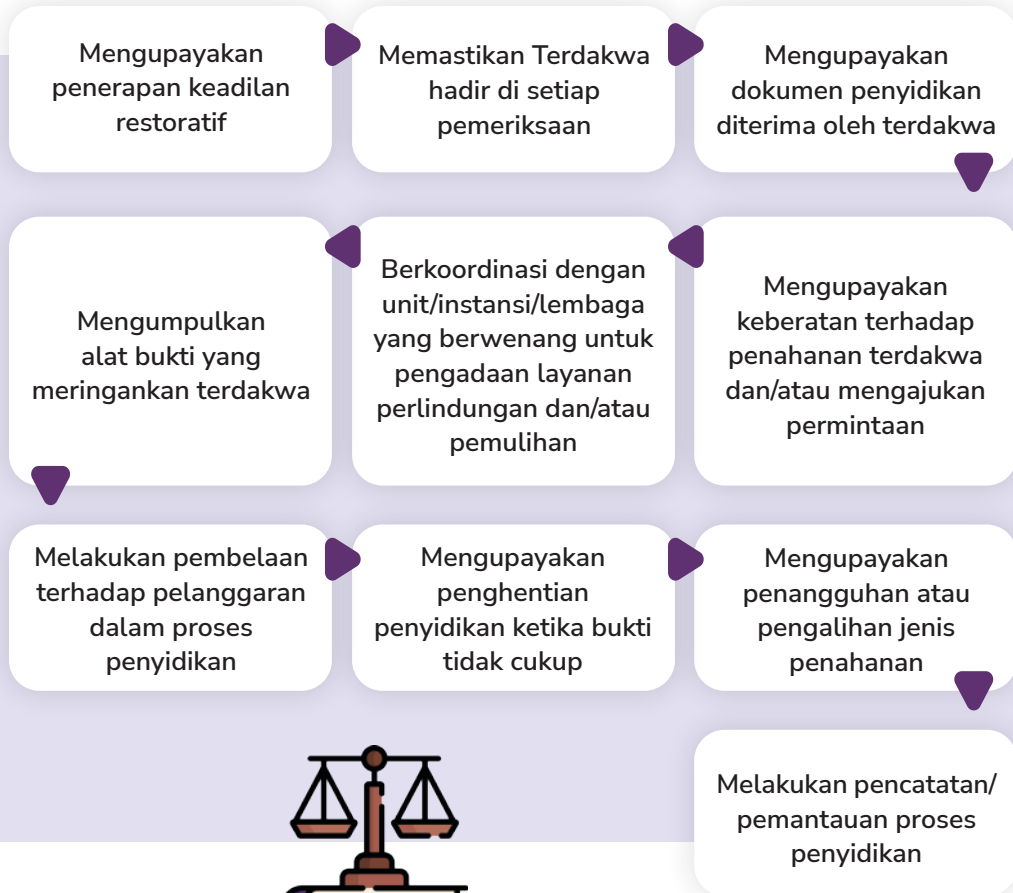 Mengupayakan
penerapan keadilan
restoratif
Memastikan Terdakwa
hadir di setiap
pemeriksaan
Mengupayakan
dokumen penyidikan
diterima oleh terdakwa
Mengupayakan
keberatan terhadap
penahanan terdakwa
dan/atau mengajukan
permintaan
Berkoordinasi dengan
unit/instansi/lembaga
yang berwenang untuk
pengadaan layanan
perlindungan dan/atau
pemulihan
Mengumpulkan
alat bukti yang
meringankan terdakwa
Melakukan pembelaan
terhadap pelanggaran
dalam proses
penyidikan
Mengupayakan
penghentian
penyidikan ketika bukti
tidak cukup
Mengupayakan
penangguhan atau
pengalihan jenis
penahanan
Melakukan pencatatan/
pemantauan proses
penyidikan